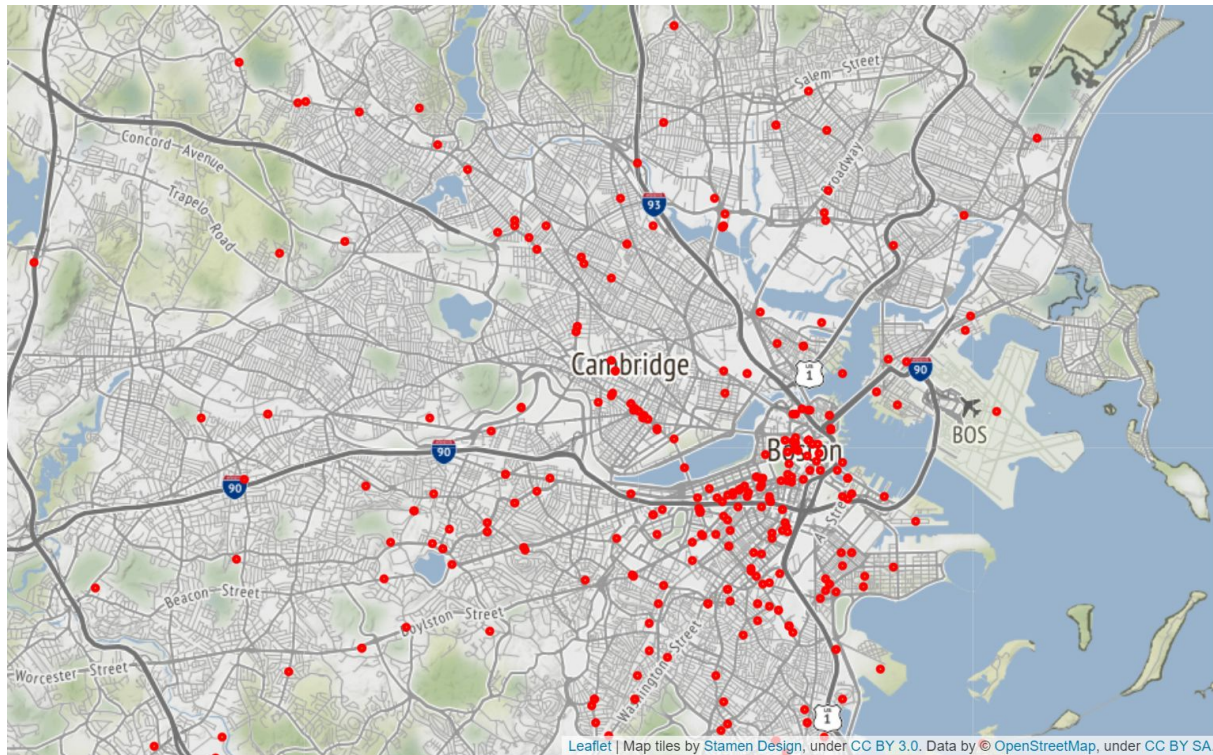 Salem Street
Concord Avenue
Trapelo Road
Broadway
93
Cambridge
1
90
BOS
Boston
90
90
A Street
Beacon Street
Boylston Street
Worcester Street
Washington Street
1
Leaflet | Map tiles by Stamen Design, under CC BY 3.0. Data by © OpenStreetMap, under CC BY SA